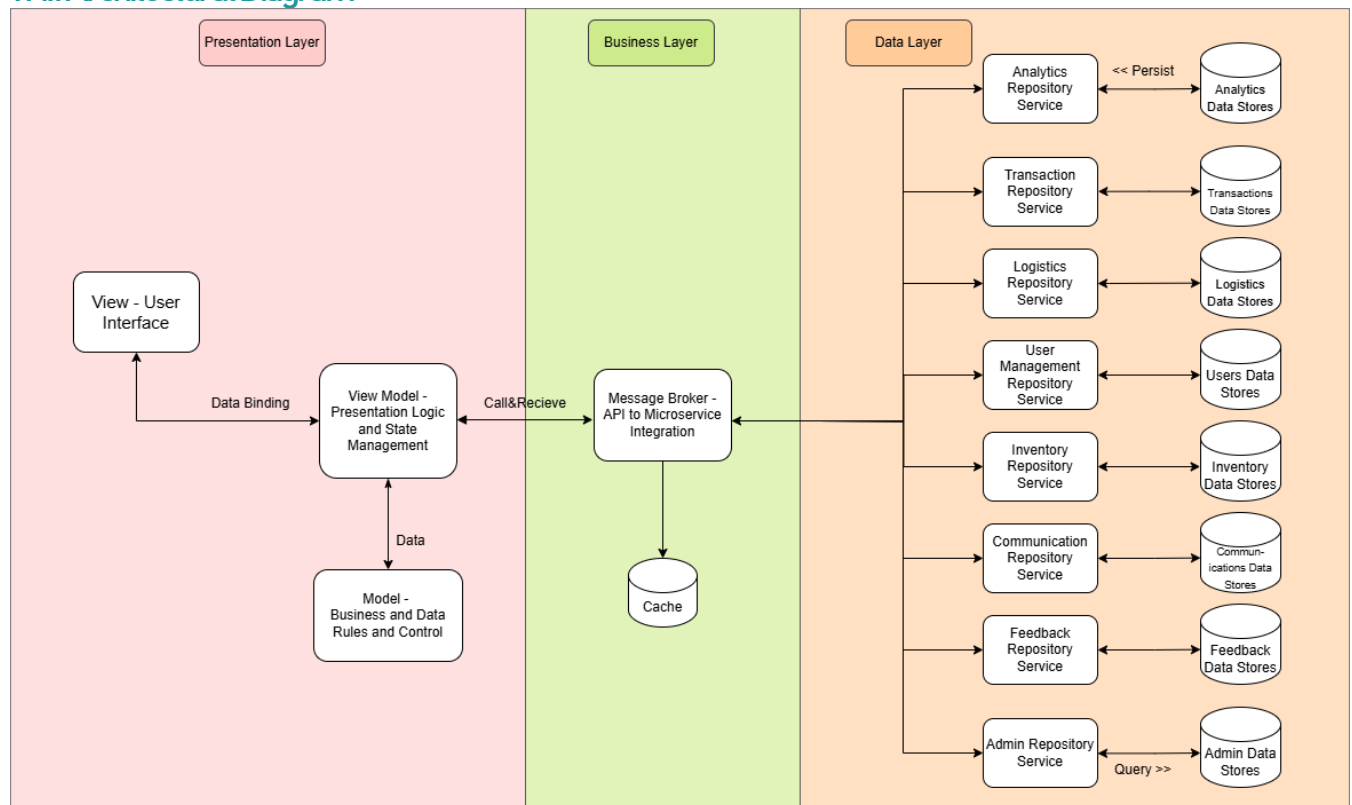 Presentation Layer
Business Layer
Data Layer
View - User
Interface
Data Binding
View Model -
Presentation Logic
and State
Management
Data
Model -
Business and Data
Rules and Control
Call&Recieve
Message Broker -
API to Microservice
Integration
Cache
Analytics
Repository
Service
<< Persist
Analytics
Data Stores
Transaction
Repository
Service
Transactions
Data Stores
Logistics
Repository
Service
Logistics
Data Stores
User
Management
Repository
Service
Users Data
Stores
Inventory
Repository
Service
Inventory
Data Stores
Communication
Repository
Service
Commun-
ications Data
Stores
Feedback
Repository
Service
Feedback
Data Stores
Admin Repository
Service
Query >>
Admin Data
Stores